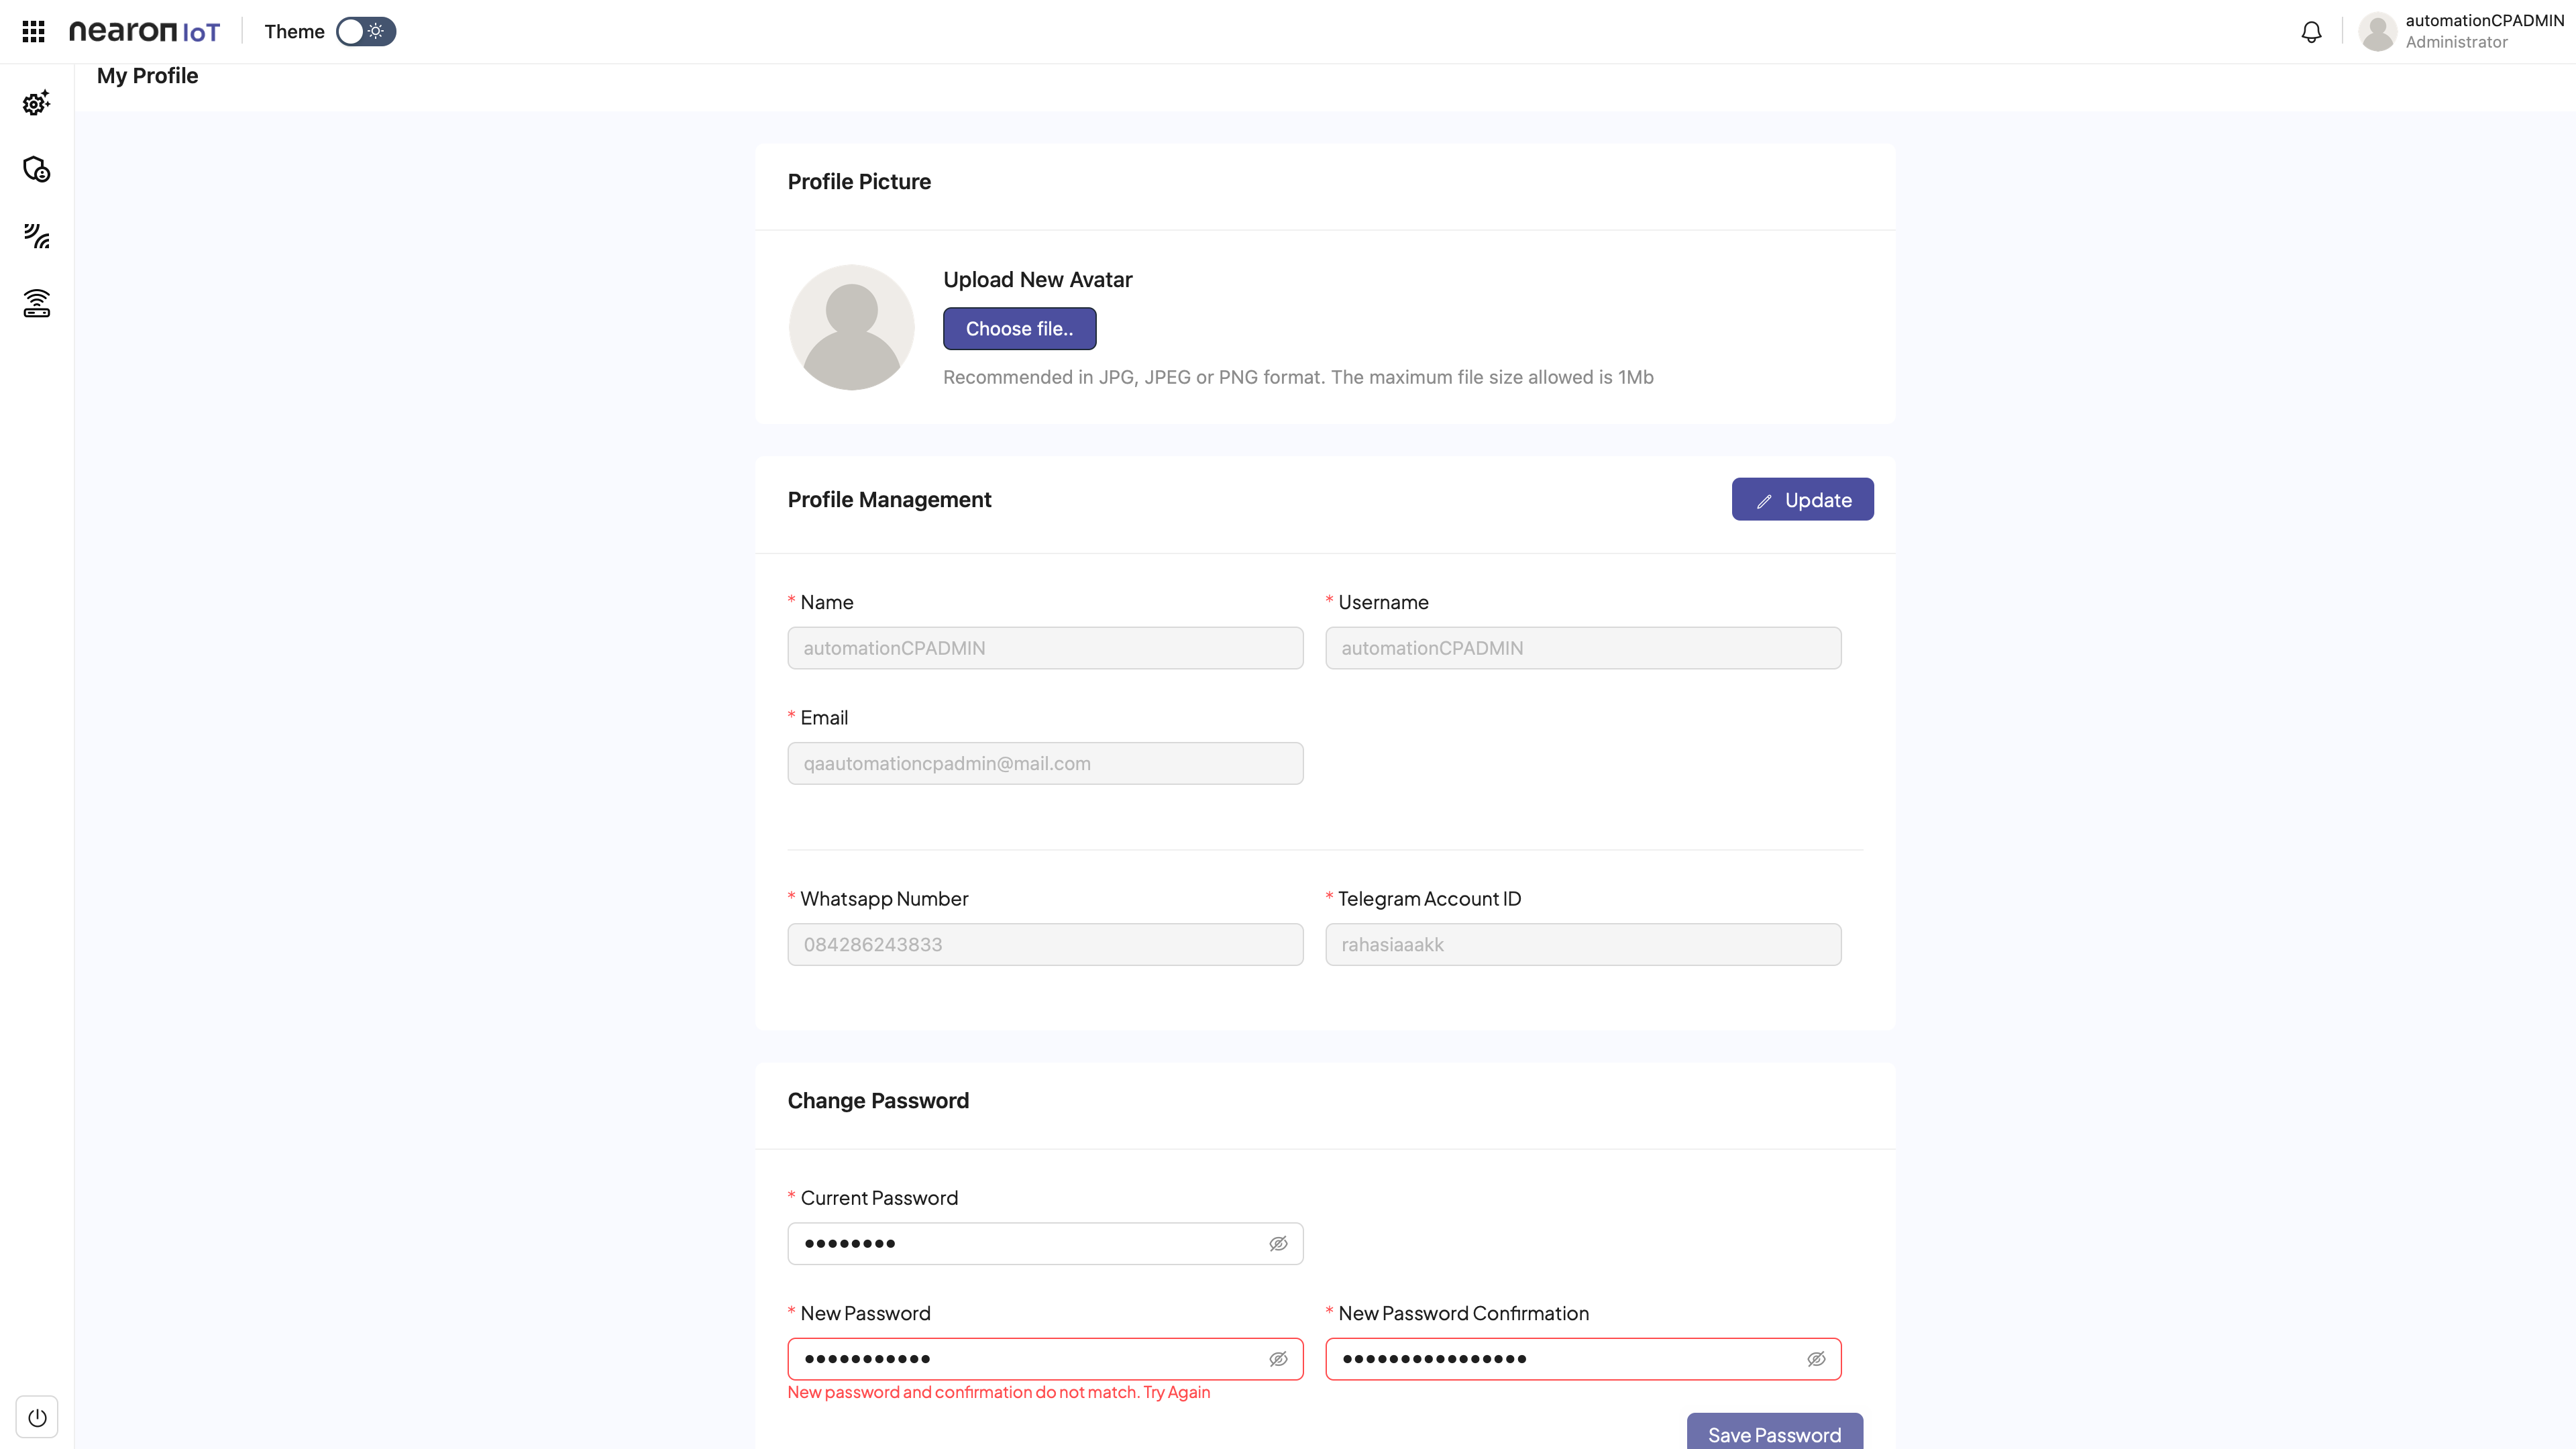 nearon IoT
Theme
automationCPADMIN
Administrator
My Profile
Profile Picture
Upload New Avatar
Choose file..
Recommended in JPG, JPEG or PNG format. The maximum file size allowed is 1Mb
Profile Management
Update
* Name
* Username
automationCPADMIN
automationCPADMIN
* Email
qaautomationcpadmin@mail.com
* Whatsapp Number
* Telegram Account ID
084286243833
rahasiaaakk
Change Password
* Current Password
* New Password
* New Password Confirmation
New password and confirmation do not match. Try Again
Save Password